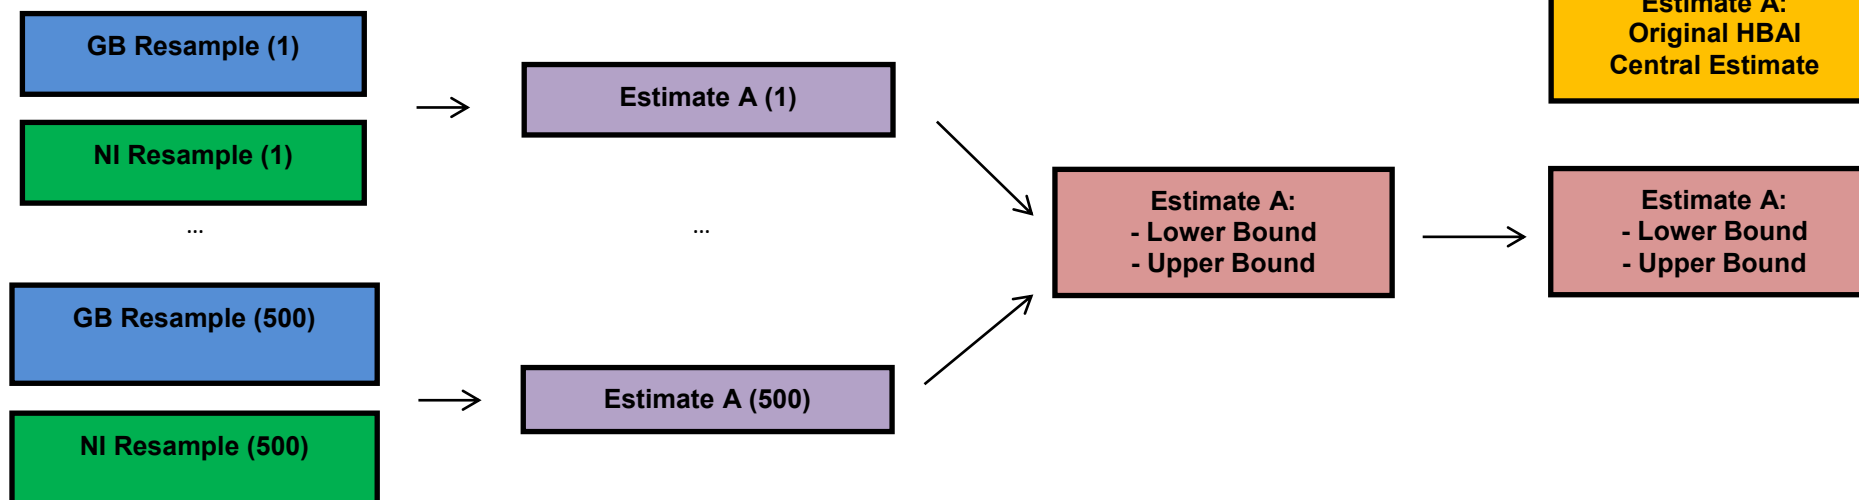 GB Resample (1)
NI Resample (1)
...
GB Resample (500)
NI Resample (500)
Estimate A (1)
...
Estimate A (500)
Estimate A:
- Lower Bound
- Upper Bound
Estimate A:
Original HBAI
Central Estimate
Estimate A:
- Lower Bound
- Upper Bound